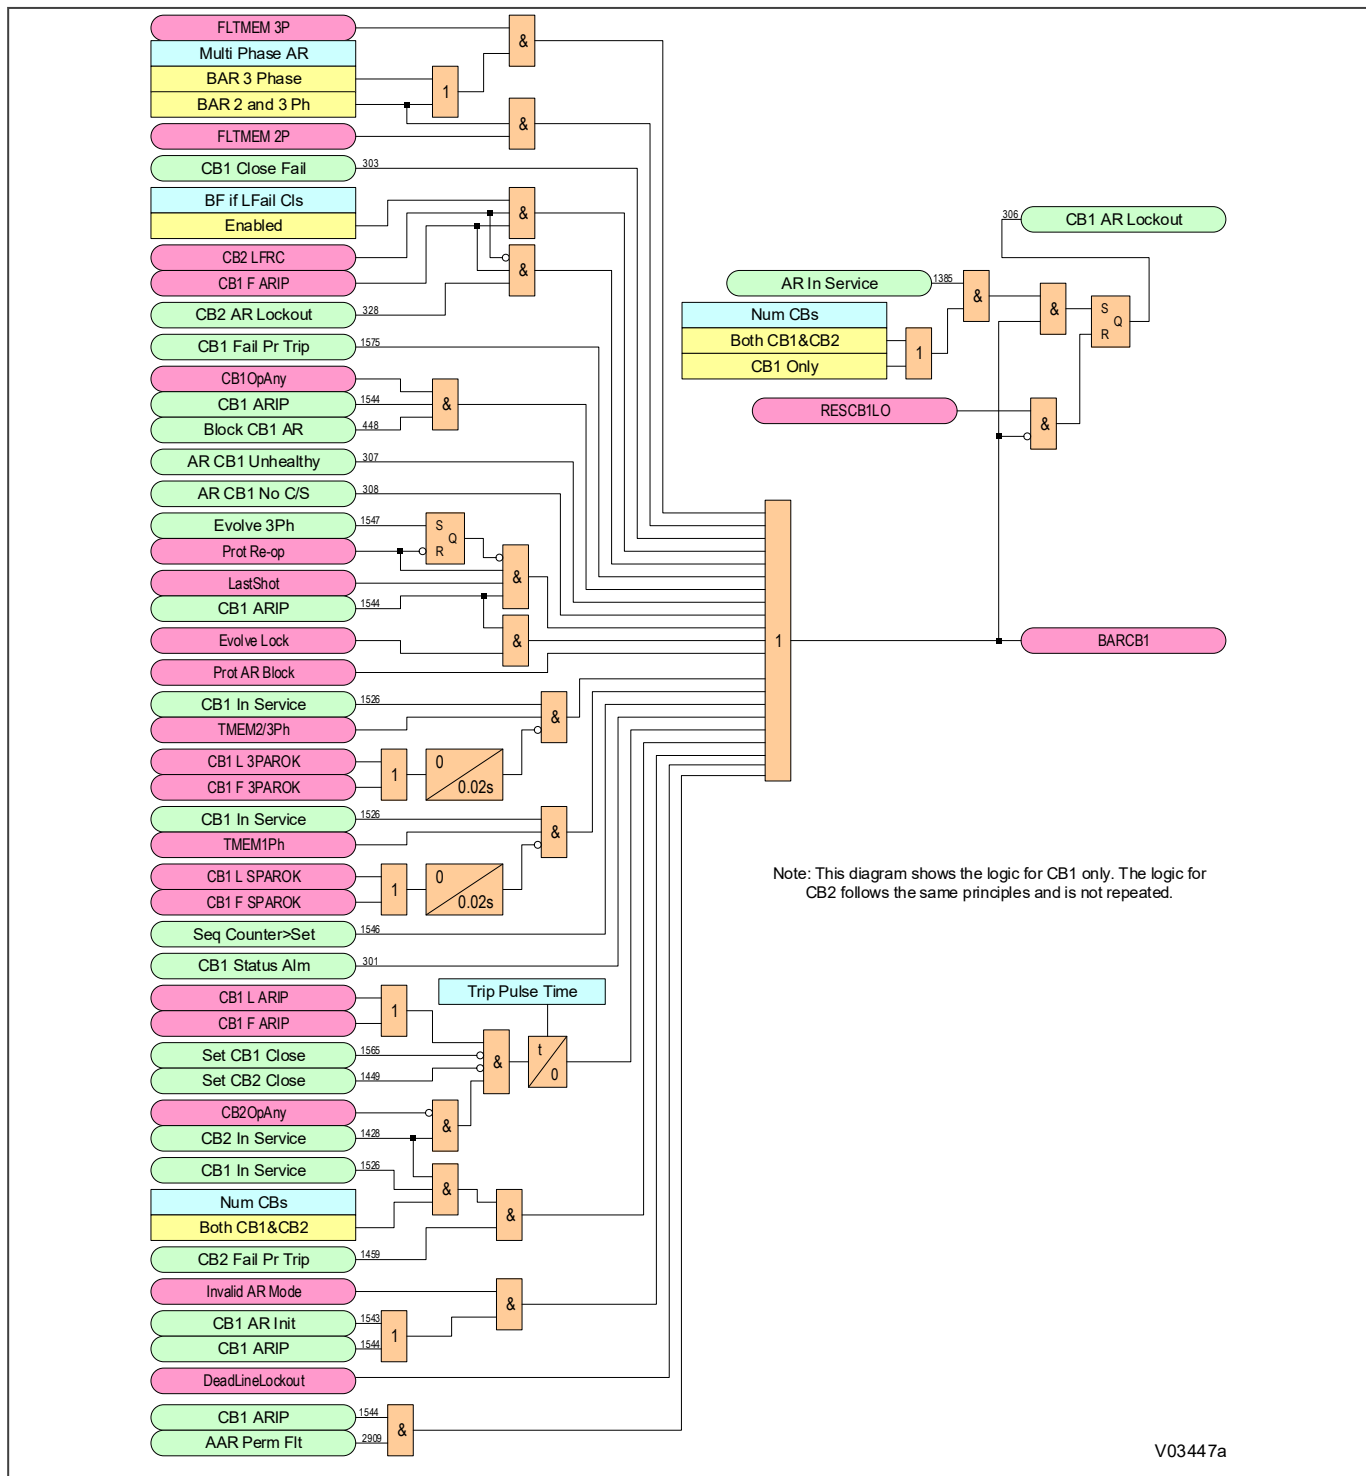 FLTMEM 3P
&
Multi Phase AR
BAR 3 Phase
1
BAR 2 and 3 Ph
&
FLTMEM 2P
CB1 Close Fail
303
BF if LFail Cls
&
Enabled
CB2 LFRC
&
CB1 F ARIP
CB2 AR Lockout
328
CB1 Fail Pr Trip
1575
CB1OpAny
CB1 ARIP
1544
&
Block CB1 AR
448
AR CB1 Unhealthy
307
AR CB1 No C/S
308
Evolve 3Ph
1547
S
Q
R
Prot Re-op
&
LastShot
CB1 ARIP
1544
Evolve Lock
&
Prot AR Block
CB1 In Service
1526
&
TMEM2/3Ph
CB1 L 3PAROK
1
0
0.02s
CB1 F 3PAROK
CB1 In Service
1526
&
TMEM1Ph
CB1 L SPAROK
1
0
0.02s
CB1 F SPAROK
Seq Counter>Set
1546
CB1 Status Alm
301
CB1 L ARIP
1
CB1 F ARIP
Trip Pulse Time
Set CB1 Close
1565
&
t
0
Set CB2 Close
1449
CB2OpAny
&
CB2 In Service
1428
CB1 In Service
1526
&
Num CBs
&
Both CB1&CB2
CB2 Fail Pr Trip
1459
Invalid AR Mode
&
CB1 AR Init
1543
1
CB1 ARIP
1544
DeadLineLockout
CB1 ARIP
1544
&
AAR Perm Flt
2909
1
306
CB1 AR Lockout
AR In Service
1385
&
Num CBs
&
S
Q
R
Both CB1&CB2
1
CB1 Only
RESCB1LO
&
BARCB1
Note: This diagram shows the logic for CB1 only. The logic for
CB2 follows the same principles and is not repeated.
V03447a